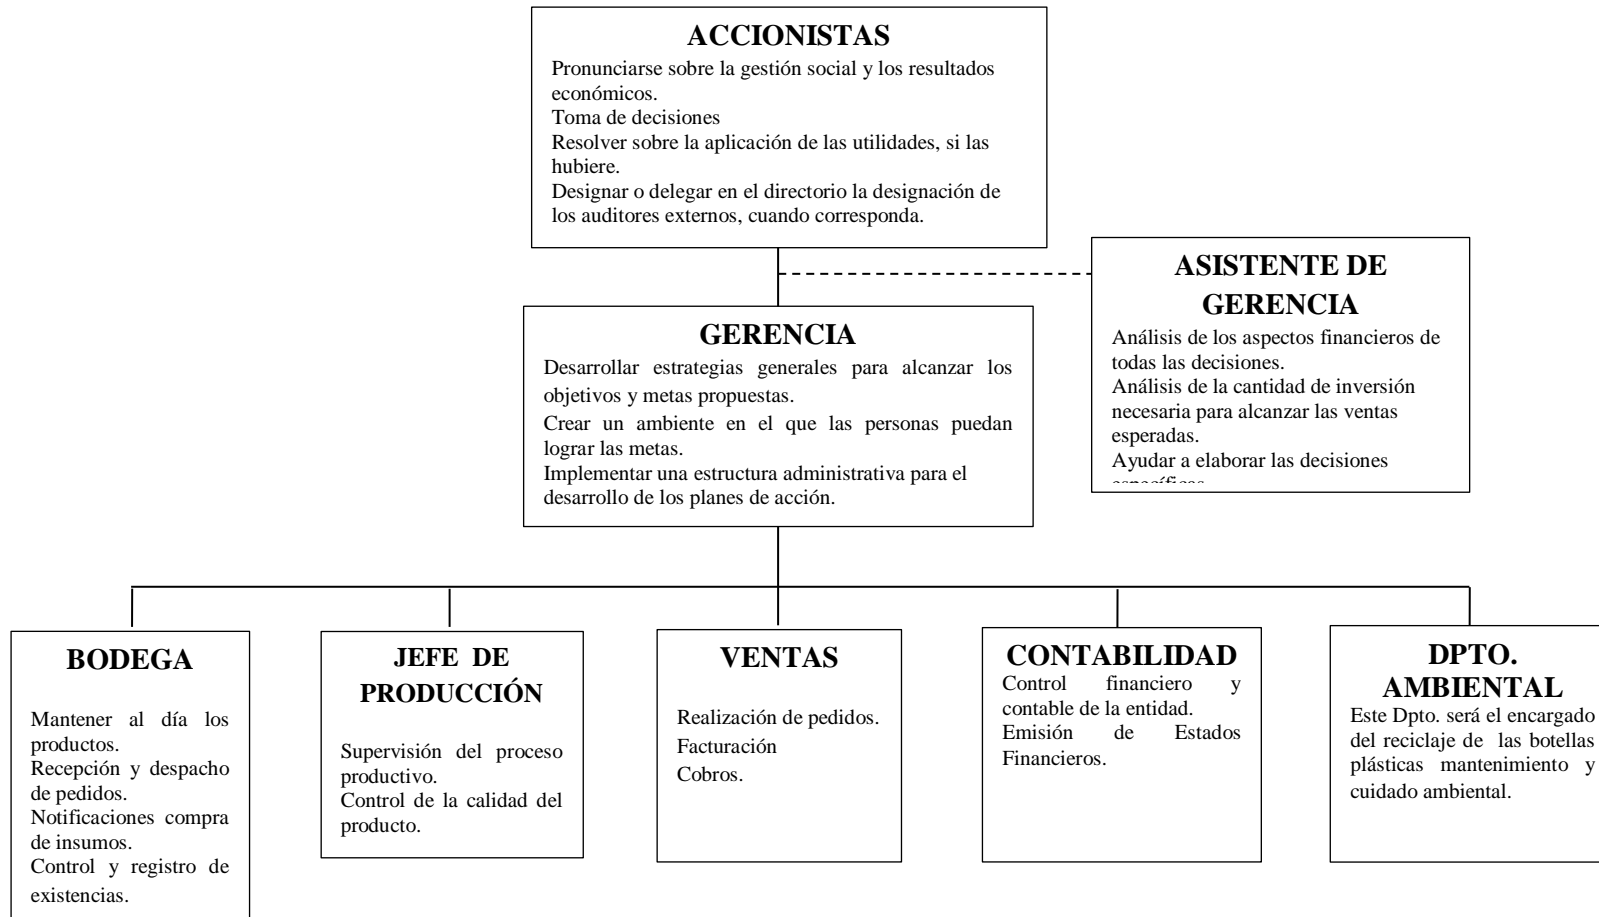 ACCIONISTAS
Pronunciarse sobre la gestión social y los resultados
económicos.
Toma de decisiones
Resolver sobre la aplicación de las utilidades, si las
hubiere.
Designar o delegar en el directorio la designación de
los auditores externos, cuando corresponda.
ASISTENTE DE
GERENCIA
Análisis de los aspectos financieros de
todas las decisiones.
Análisis de la cantidad de inversión
necesaria para alcanzar las ventas
esperadas.
Ayudar a elaborar las decisiones
GERENCIA
Desarrollar estrategias generales para alcanzar los
objetivos y metas propuestas.
Crear un ambiente en el que las personas puedan
lograr las metas.
Implementar una estructura administrativa para el
desarrollo de los planes de acción.
BODEGA
Mantener al día los
productos.
Recepción y despacho
de pedidos.
Notificaciones compra
de insumos.
Control y registro de
existencias.
JEFE DE
PRODUCCIÓN
Supervisión del proceso
productivo.
Control de la calidad del
producto.
VENTAS
Realización de pedidos.
Facturación
Cobros.
CONTABILIDAD
Control financiero y
contable de la entidad.
Emisión de Estados
Financieros.
DPTO.
AMBIENTAL
Este Dpto. será el encargado
del reciclaje de las botellas
plásticas mantenimiento y
cuidado ambiental.